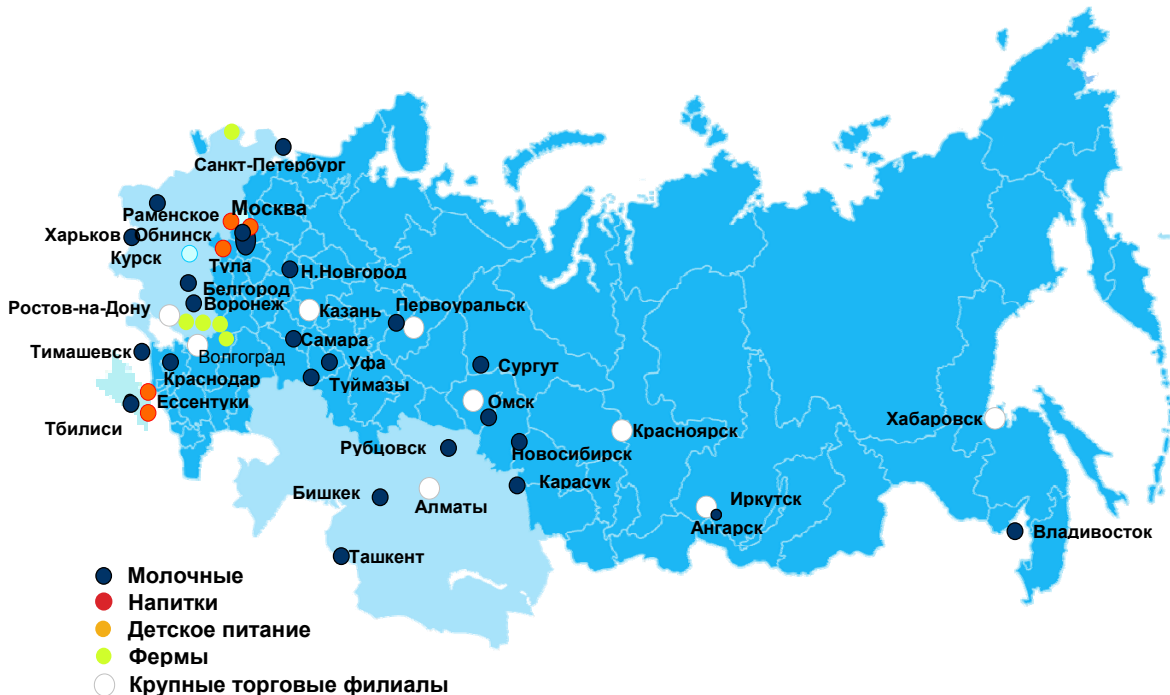 Санкт-Петербург
Раменское
Москва
Харьков
Обнинск
Курск
Тула
Н.Новгород
Белгород
Воронеж
Ростов-на-Дону
Казань
Первоуральск
Тимашевск
Волгоград
Самара
Краснодар
Уфа
Сургут
Туймазы
Ессентуки
Омск
Тбилиси
Красноярск
Хабаровск
Рубцовск
Новосибирск
Карасук
Бишкек
Алматы
Иркутск
Ангарск
Владивосток
Ташкент
Молочные
Напитки
Детское питание
Фермы
Крупные торговые филиалы